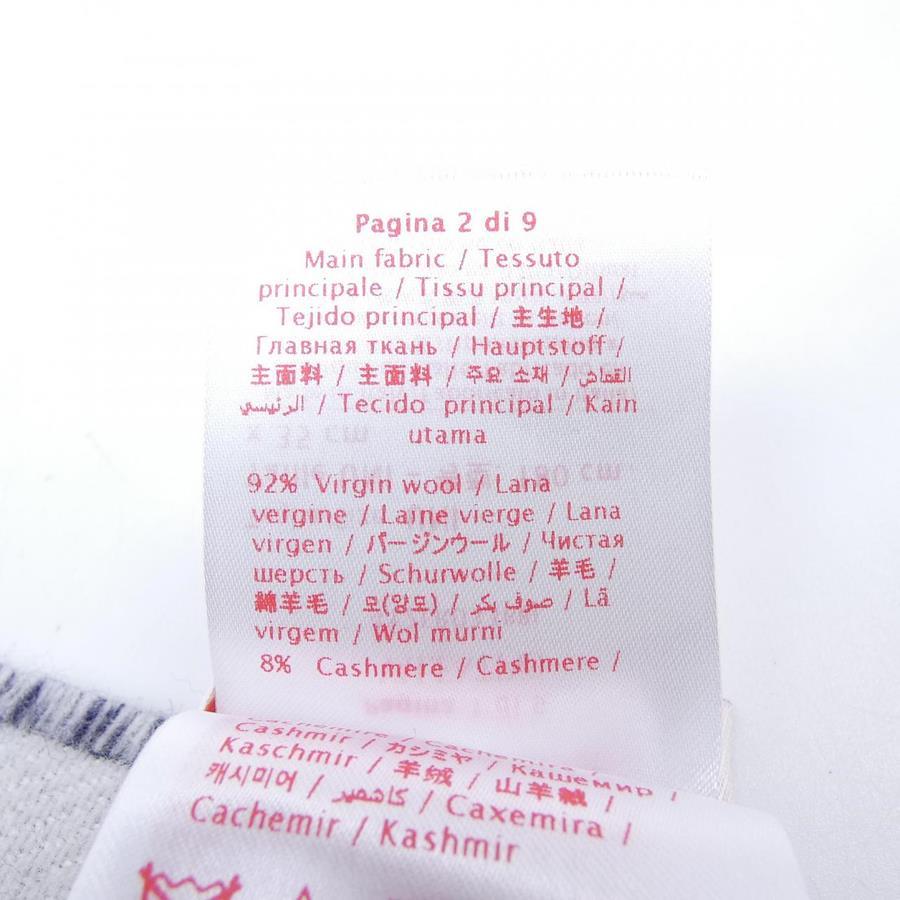 Pagina 2 di 9
Main fabric / Tessuto
principale / Tissu principal /
Tejido principal / 主生地 /
Главная ткань / Hauptstoff /
主面料 / 主面料 / 주요 소재 / القماش
الرئيسي / Tecido principal / Kain
utama
92% Virgin wool / Lana
vergine / Laine vierge / Lana
virgen / バージンウール / Чистая
шерсть / Schurwolle / 羊毛 /
綿羊毛 / 모(양모) / صوف بكر / Lã
virgem / Wol murni
8% Cashmere / Cashmere /
Cachemire / Cachemira /
Cashmir / カシミヤ / Кашемир /
Kaschmir / 羊绒 / 山羊絨 /
캐시미어 / كاشمير / Caxemira /
Cachemir / Kashmir